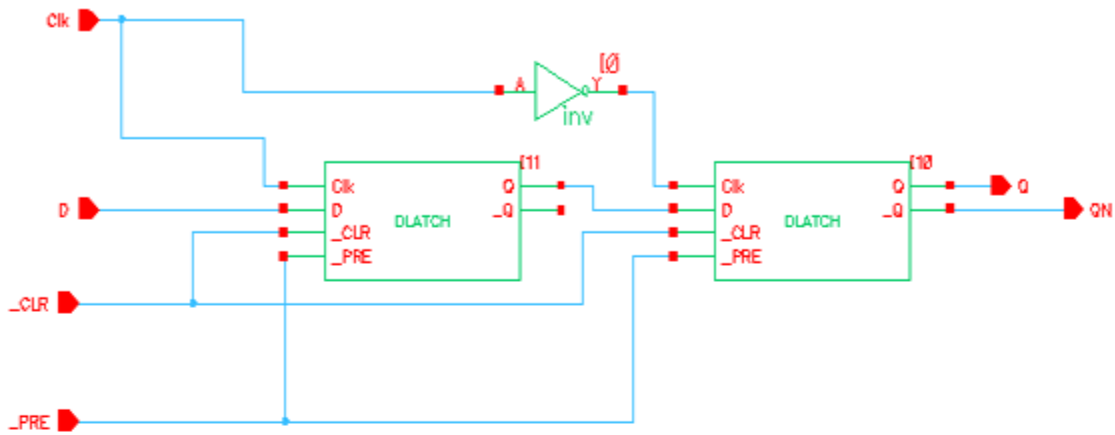 Clk
[0
A
Y
inv
[11
[10
Clk
Q
Clk
Q
Q
D
D
_Q
D
_Q
QN
DLATCH
DLATCH
_CLR
_CLR
_PRE
_PRE
_CLR
_PRE